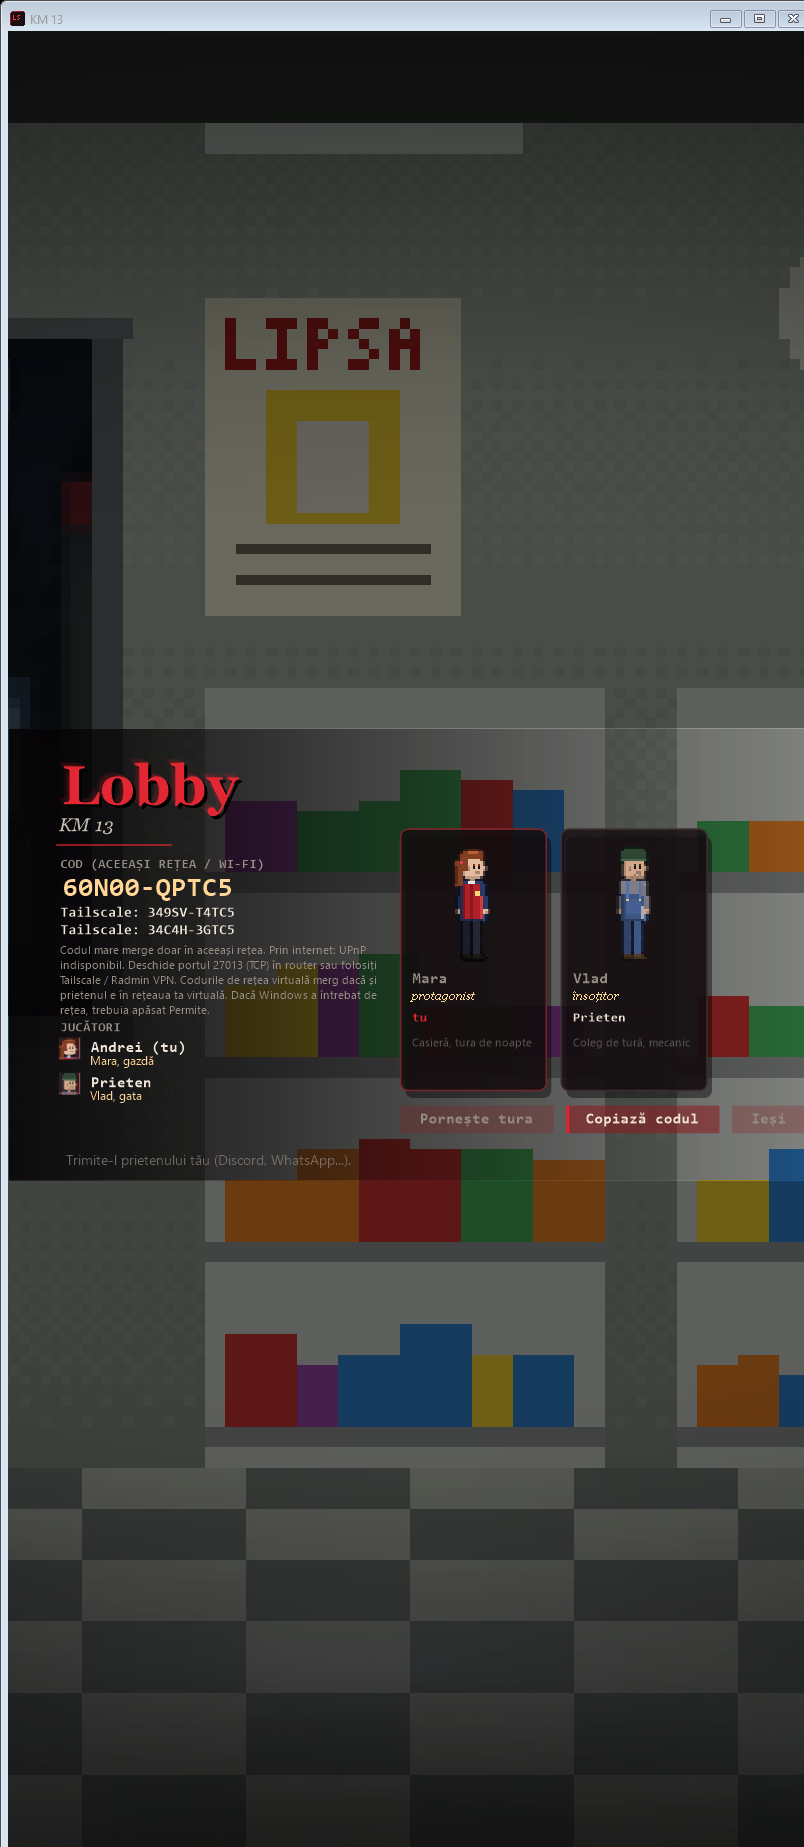 KM 13
LIPSA
Lobby
KM 13
COD (ACEEAȘI REȚEA / WI-FI)
60N00-QPTC5
Tailscale: 349SV-T4TC5
Tailscale: 34C4H-3GTC5
Codul mare merge doar în aceeași rețea. Prin internet: UPnP
indisponibil. Deschide portul 27013 (TCP) în router sau folosiți
Tailscale / Radmin VPN. Codurile de rețea virtuală merg dacă și
prietenul e în rețeaua ta virtuală. Dacă Windows a întrebat de
rețea, trebuia apăsat Permite.
JUCĂTORI
Andrei (tu)
Mara, gazdă
Prieten
Vlad, gata
Trimite-l prietenului tău (Discord, WhatsApp...).
Mara
protagonist
tu
Casieră, tura de noapte
Vlad
însoțitor
Prieten
Coleg de tură, mecanic
Pornește tura
Copiază codul
Ieși